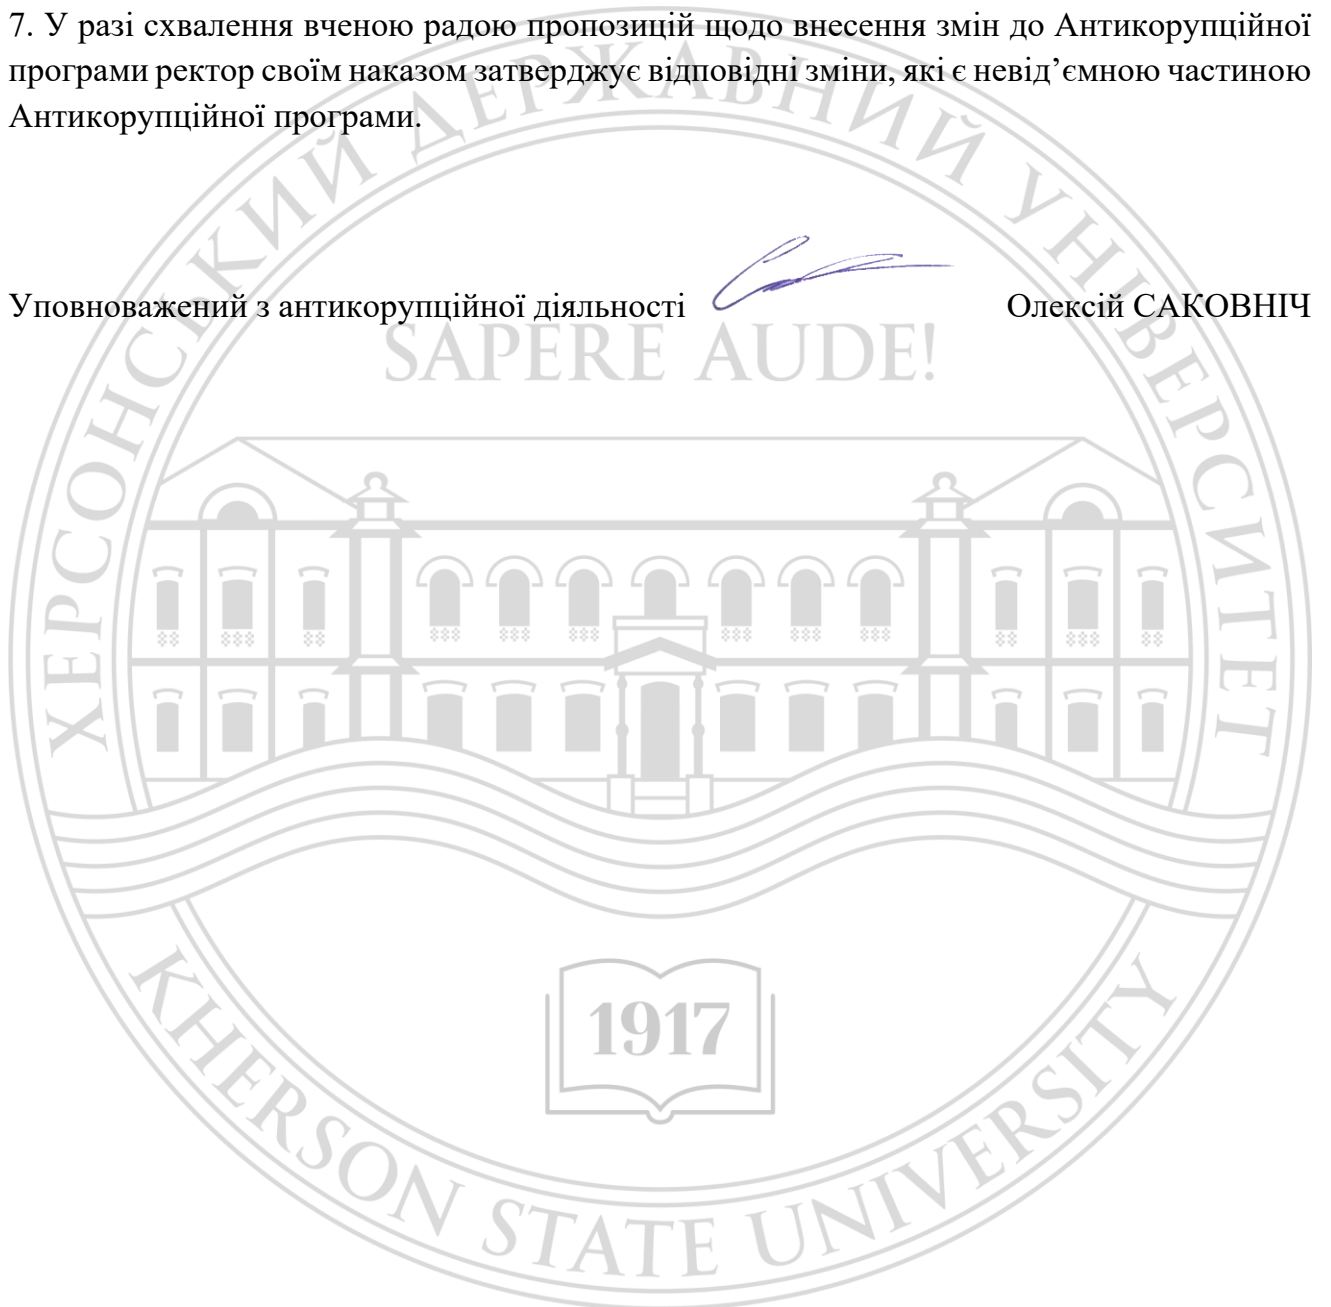 7. У разі схвалення вченою радою пропозицій щодо внесення змін до Антикорупційної
програми ректор своїм наказом затверджує відповідні зміни, які є невід’ємною частиною
Антикорупційної програми.
ХЕРСОНСЬКИЙ ДЕРЖАВНИЙ УНІВЕРСИТЕТ
Уповноважений з антикорупційної діяльності Олексій САКОВНІЧ
SAPERE AUDE!
1917
KHERSON STATE UNIVERSITY